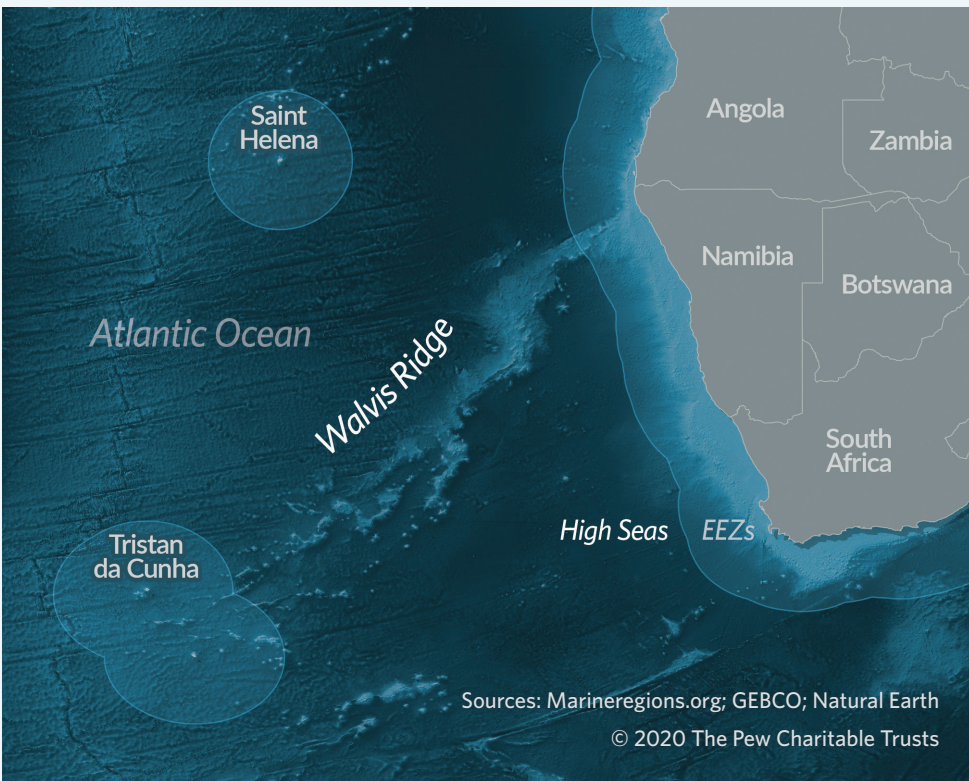 Saint
Helena
Angola
Zambia
Namibia
Botswana
Atlantic Ocean
Walvis Ridge
South
Africa
High Seas
EEZs
Tristan
da Cunha
Sources: Marineregions.org; GEBCO; Natural Earth
© 2020 The Pew Charitable Trusts